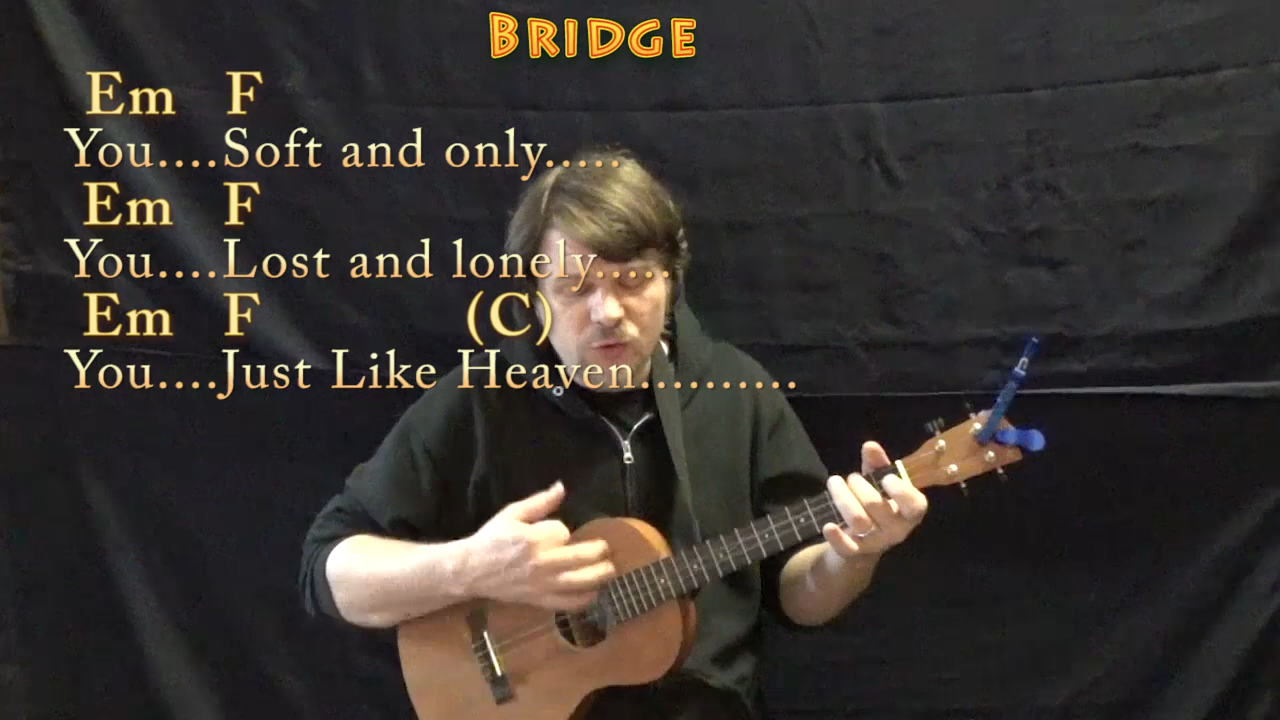 BRIDGE
Em F
You....Soft and only.....
Em F
You....Lost and lonely.....
Em F (C)
You....Just Like Heaven..........